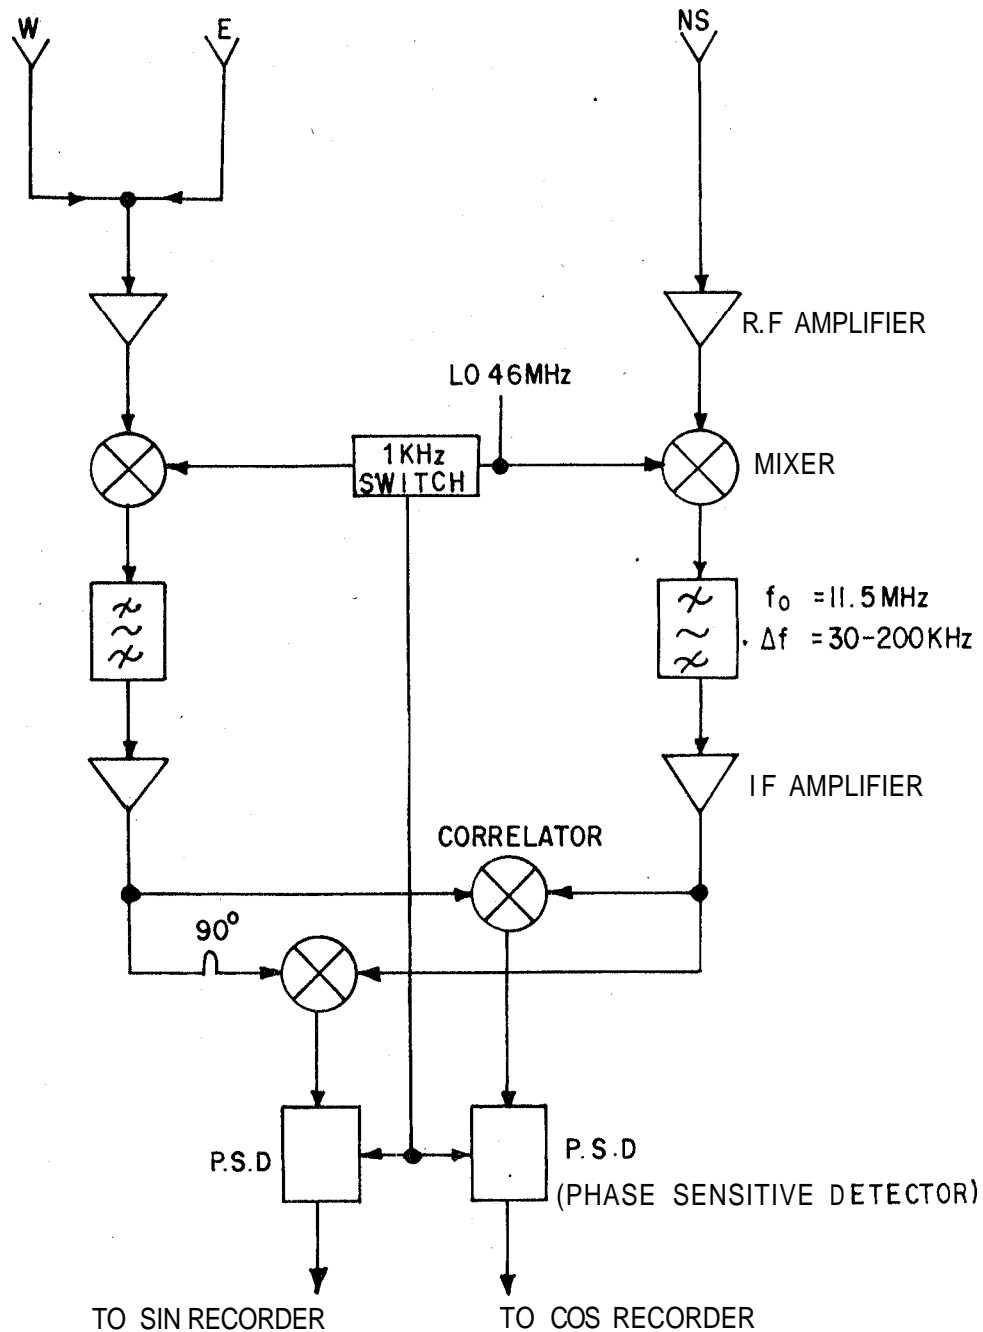 W
E
NS
R.F AMPLIFIER
LO 46MHz
1KHz
SWITCH
MIXER
fo = 11.5MHz
Δf = 30-200KHz
IF AMPLIFIER
CORRELATOR
90°
P.S.D
P.S.D
(PHASE SENSITIVE DETECTOR)
TO SIN RECORDER
TO COS RECORDER